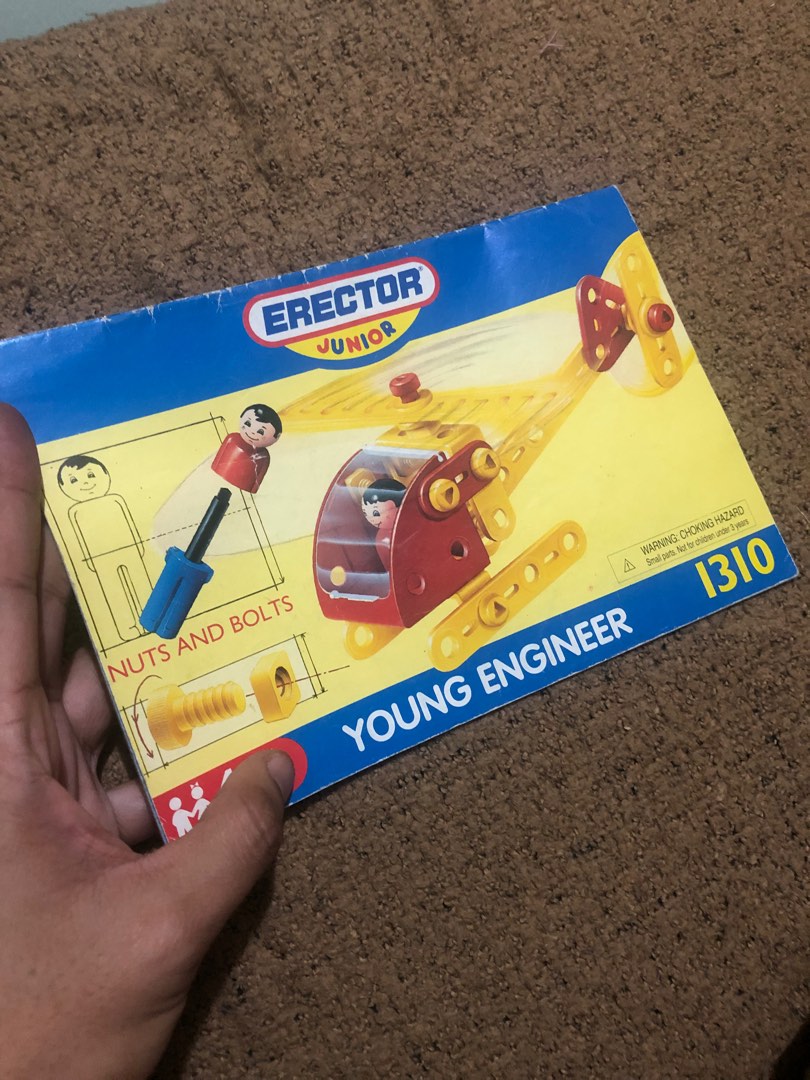 ERECTOR®
JUNIOR
NUTS AND BOLTS
WARNING: CHOKING HAZARD
Small parts. Not for children under 3 years
YOUNG ENGINEER
1310